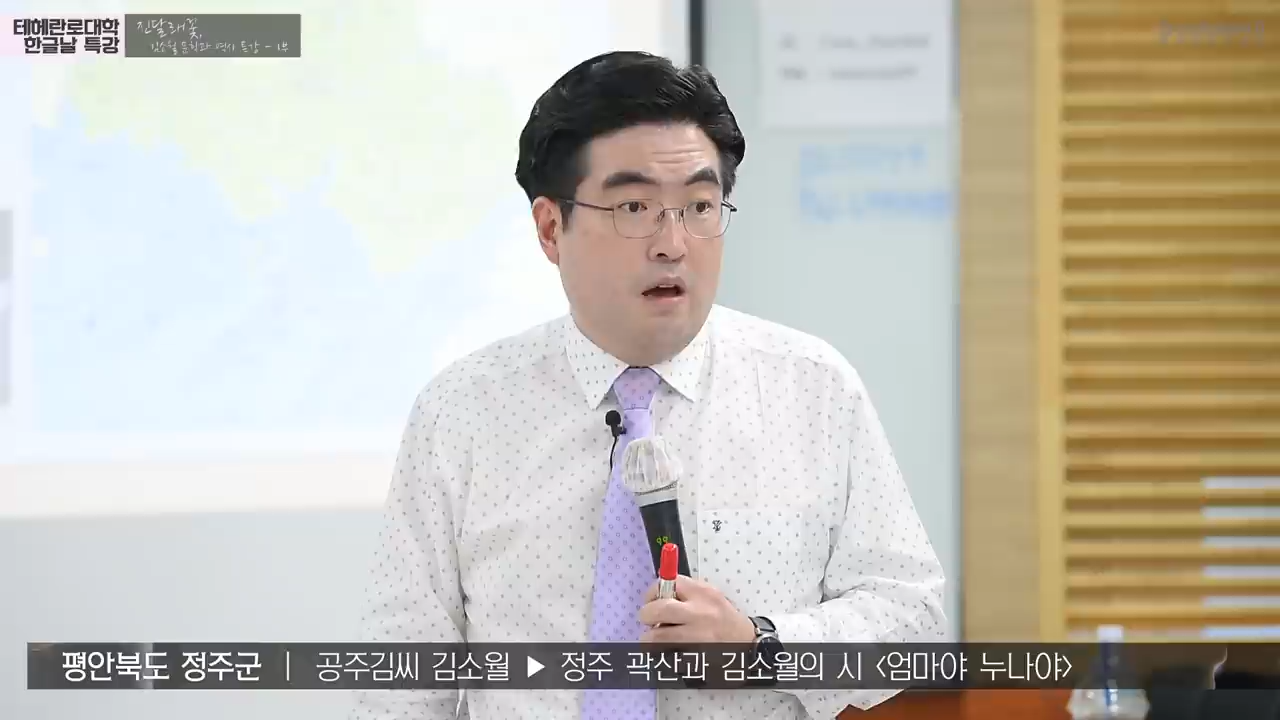 테헤란로대학
한글날 특강
진달래꽃,
김소월 문학과 역사 특강 - 1부
99
평안북도 정주군 | 공주김씨 김소월 ▶ 정주 곽산과 김소월의 시 <엄마야 누나야>